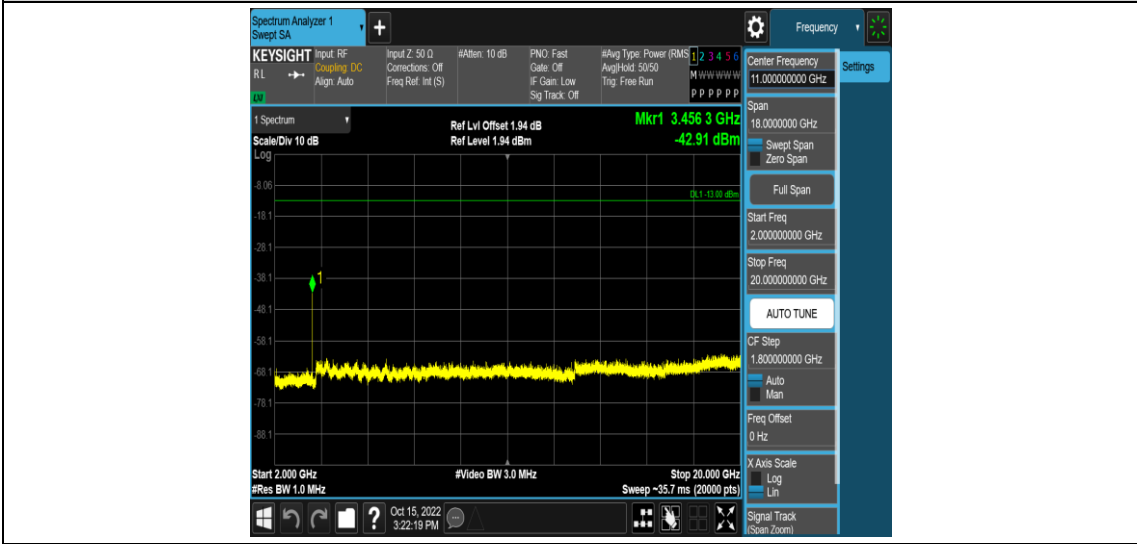 Spectrum Analyzer 1
Swept SA
Frequency
KEYSIGHT Input: RF
R L
Coupling: DC
Align: Auto
LNI
Input Z: 50 Ω
Corrections: Off
Freq Ref: Int (S)
#Atten: 10 dB
PNO: Fast
Gate: Off
IF Gain: Low
Sig Track: Off
#Avg Type: Power (RMS
Avg|Hold: 50/50
Trig: Free Run
1 2 3 4 5 6
M W W W W W
P P P P P P
Center Frequency
11.000000000 GHz
Settings
1 Spectrum
Scale/Div 10 dB
Log
Ref Lvl Offset 1.94 dB
Ref Level 1.94 dBm
Mkr1 3.456 3 GHz
-42.91 dBm
-8.06
-18.1
-28.1
-38.1
-48.1
-58.1
-68.1
-78.1
-88.1
DL1 -13.00 dBm
1
Start 2.000 GHz
#Res BW 1.0 MHz
#Video BW 3.0 MHz
Stop 20.000 GHz
Sweep ~35.7 ms (20000 pts)
Span
18.0000000 GHz
Swept Span
Zero Span
Full Span
Start Freq
2.000000000 GHz
Stop Freq
20.000000000 GHz
AUTO TUNE
CF Step
1.800000000 GHz
Auto
Man
Freq Offset
0 Hz
X Axis Scale
Log
Lin
Signal Track
(Span Zoom)
?
Oct 15, 2022
3:22:19 PM